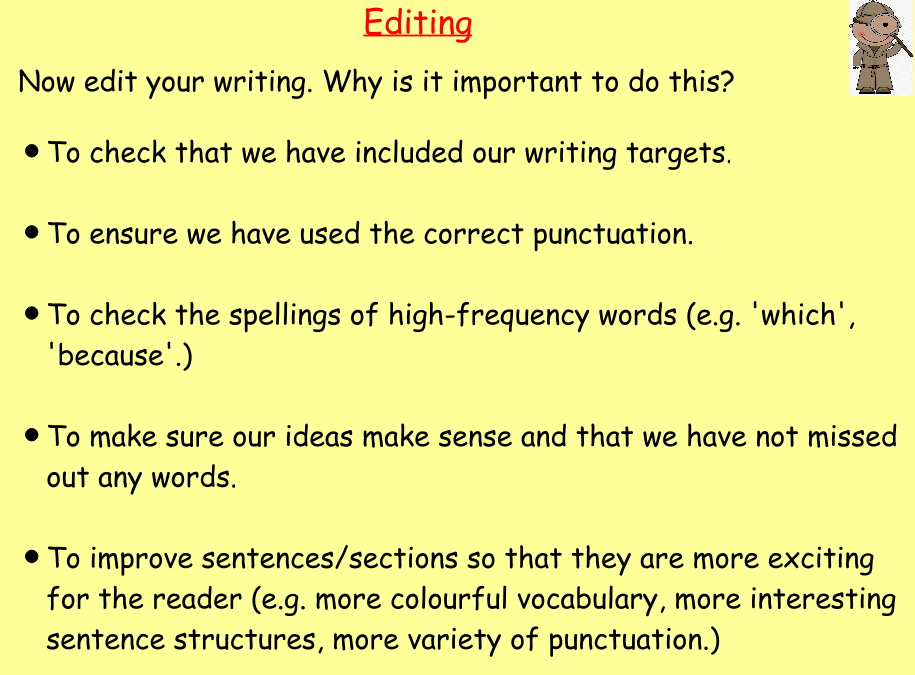 Editing
Now edit your writing. Why is it important to do this?
• To check that we have included our writing targets.
• To ensure we have used the correct punctuation.
• To check the spellings of high-frequency words (e.g. 'which',
'because'.)
• To make sure our ideas make sense and that we have not missed
out any words.
• To improve sentences/sections so that they are more exciting
for the reader (e.g. more colourful vocabulary, more interesting
sentence structures, more variety of punctuation.)